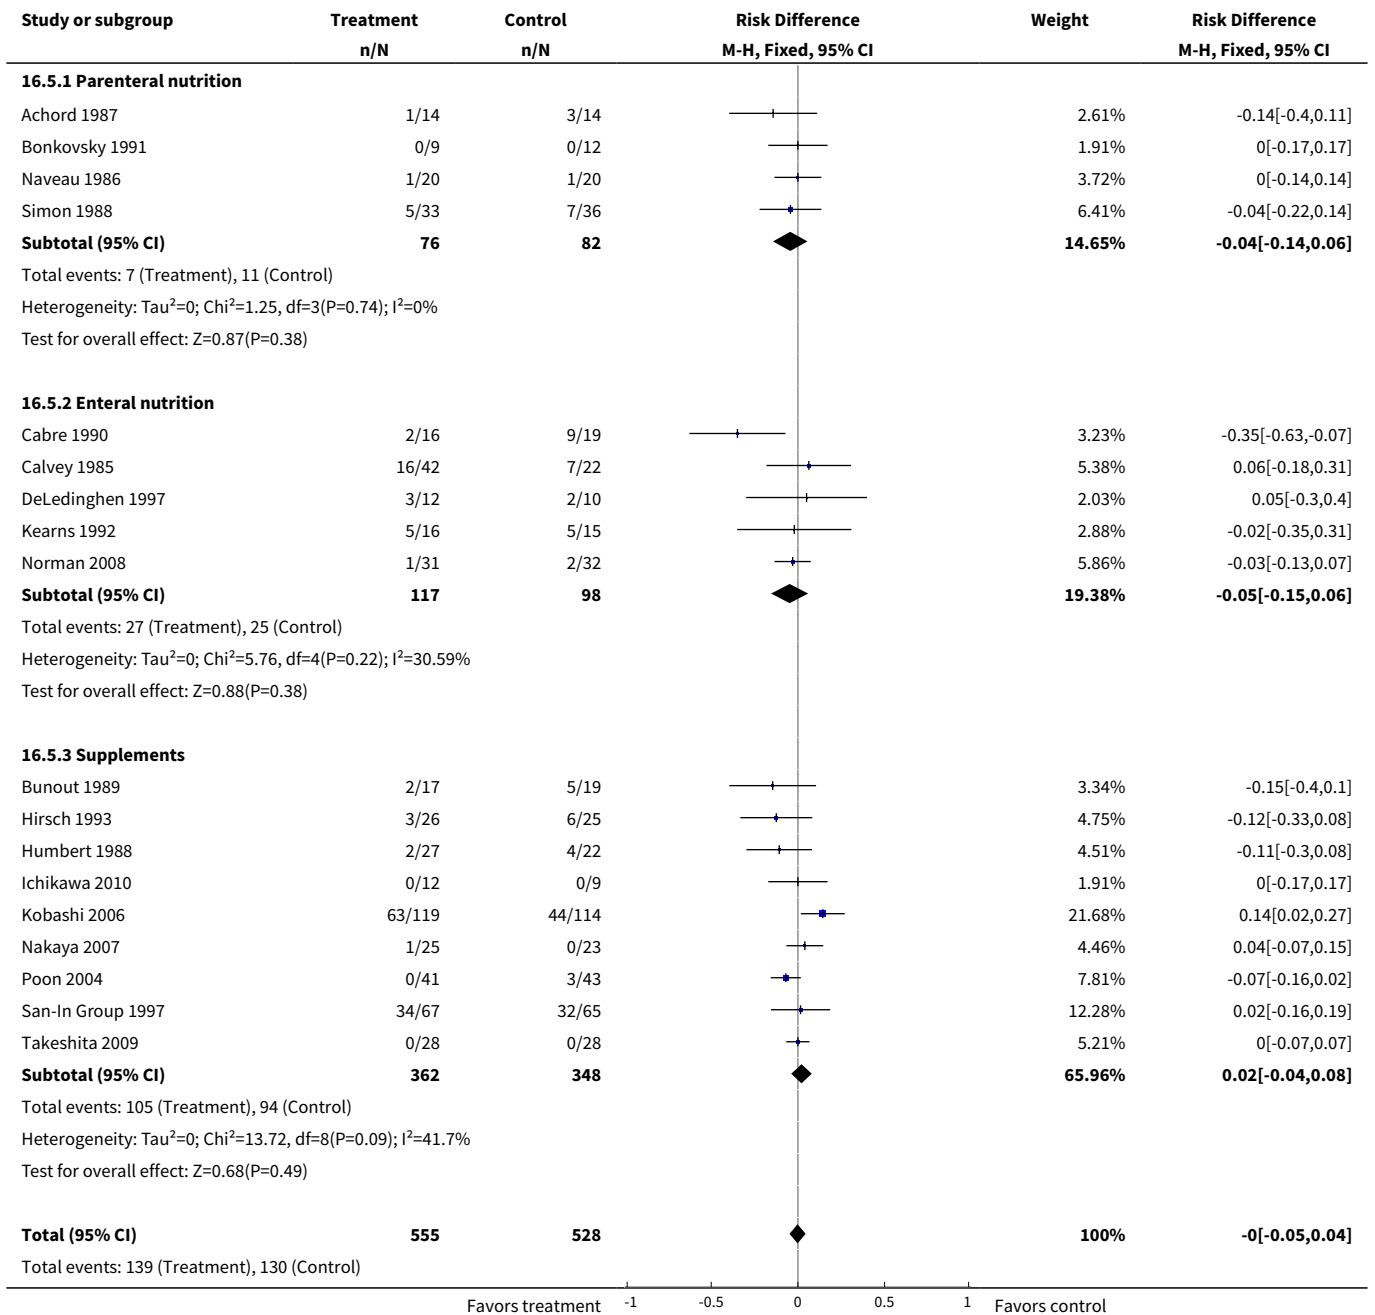 Study or subgroup Treatment Control Risk Difference Weight Risk Difference
n/N n/N M-H, Fixed, 95% CI M-H, Fixed, 95% CI
16.5.1 Parenteral nutrition
Achord 1987 1/14 3/14 2.61% -0.14[-0.4,0.11]
Bonkovsky 1991 0/9 0/12 1.91% 0[-0.17,0.17]
Naveau 1986 1/20 1/20 3.72% 0[-0.14,0.14]
Simon 1988 5/33 7/36 6.41% -0.04[-0.22,0.14]
Subtotal (95% CI) 76 82 14.65% -0.04[-0.14,0.06]
Total events: 7 (Treatment), 11 (Control)
Heterogeneity: Tau²=0; Chi²=1.25, df=3(P=0.74); I²=0%
Test for overall effect: Z=0.87(P=0.38)
16.5.2 Enteral nutrition
Cabre 1990 2/16 9/19 3.23% -0.35[-0.63,-0.07]
Calvey 1985 16/42 7/22 5.38% 0.06[-0.18,0.31]
DeLedinghen 1997 3/12 2/10 2.03% 0.05[-0.3,0.4]
Kearns 1992 5/16 5/15 2.88% -0.02[-0.35,0.31]
Norman 2008 1/31 2/32 5.86% -0.03[-0.13,0.07]
Subtotal (95% CI) 117 98 19.38% -0.05[-0.15,0.06]
Total events: 27 (Treatment), 25 (Control)
Heterogeneity: Tau²=0; Chi²=5.76, df=4(P=0.22); I²=30.59%
Test for overall effect: Z=0.88(P=0.38)
16.5.3 Supplements
Bunout 1989 2/17 5/19 3.34% -0.15[-0.4,0.1]
Hirsch 1993 3/26 6/25 4.75% -0.12[-0.33,0.08]
Humbert 1988 2/27 4/22 4.51% -0.11[-0.3,0.08]
Ichikawa 2010 0/12 0/9 1.91% 0[-0.17,0.17]
Kobashi 2006 63/119 44/114 21.68% 0.14[0.02,0.27]
Nakaya 2007 1/25 0/23 4.46% 0.04[-0.07,0.15]
Poon 2004 0/41 3/43 7.81% -0.07[-0.16,0.02]
San-In Group 1997 34/67 32/65 12.28% 0.02[-0.16,0.19]
Takeshita 2009 0/28 0/28 5.21% 0[-0.07,0.07]
Subtotal (95% CI) 362 348 65.96% 0.02[-0.04,0.08]
Total events: 105 (Treatment), 94 (Control)
Heterogeneity: Tau²=0; Chi²=13.72, df=8(P=0.09); I²=41.7%
Test for overall effect: Z=0.68(P=0.49)
Total (95% CI) 555 528 100% -0[-0.05,0.04]
Total events: 139 (Treatment), 130 (Control)
Favors treatment -1 -0.5 0 0.5 1 Favors control